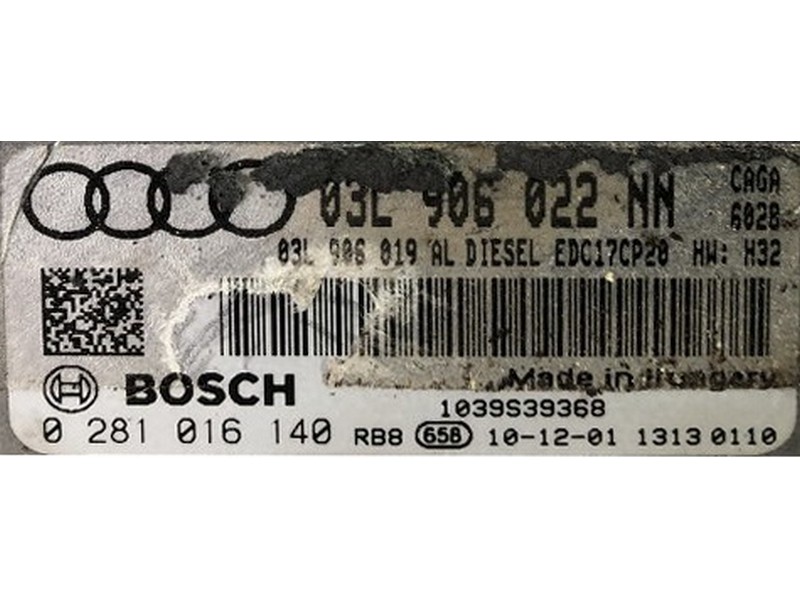 03L 906 022 NN CAGA
6028
03L 906 019 AL DIESEL EDC17CP20 HW: H32
BOSCH Made in Hungary
1039S39368
0 281 016 140 RB8 658 10-12-01 1313 0110